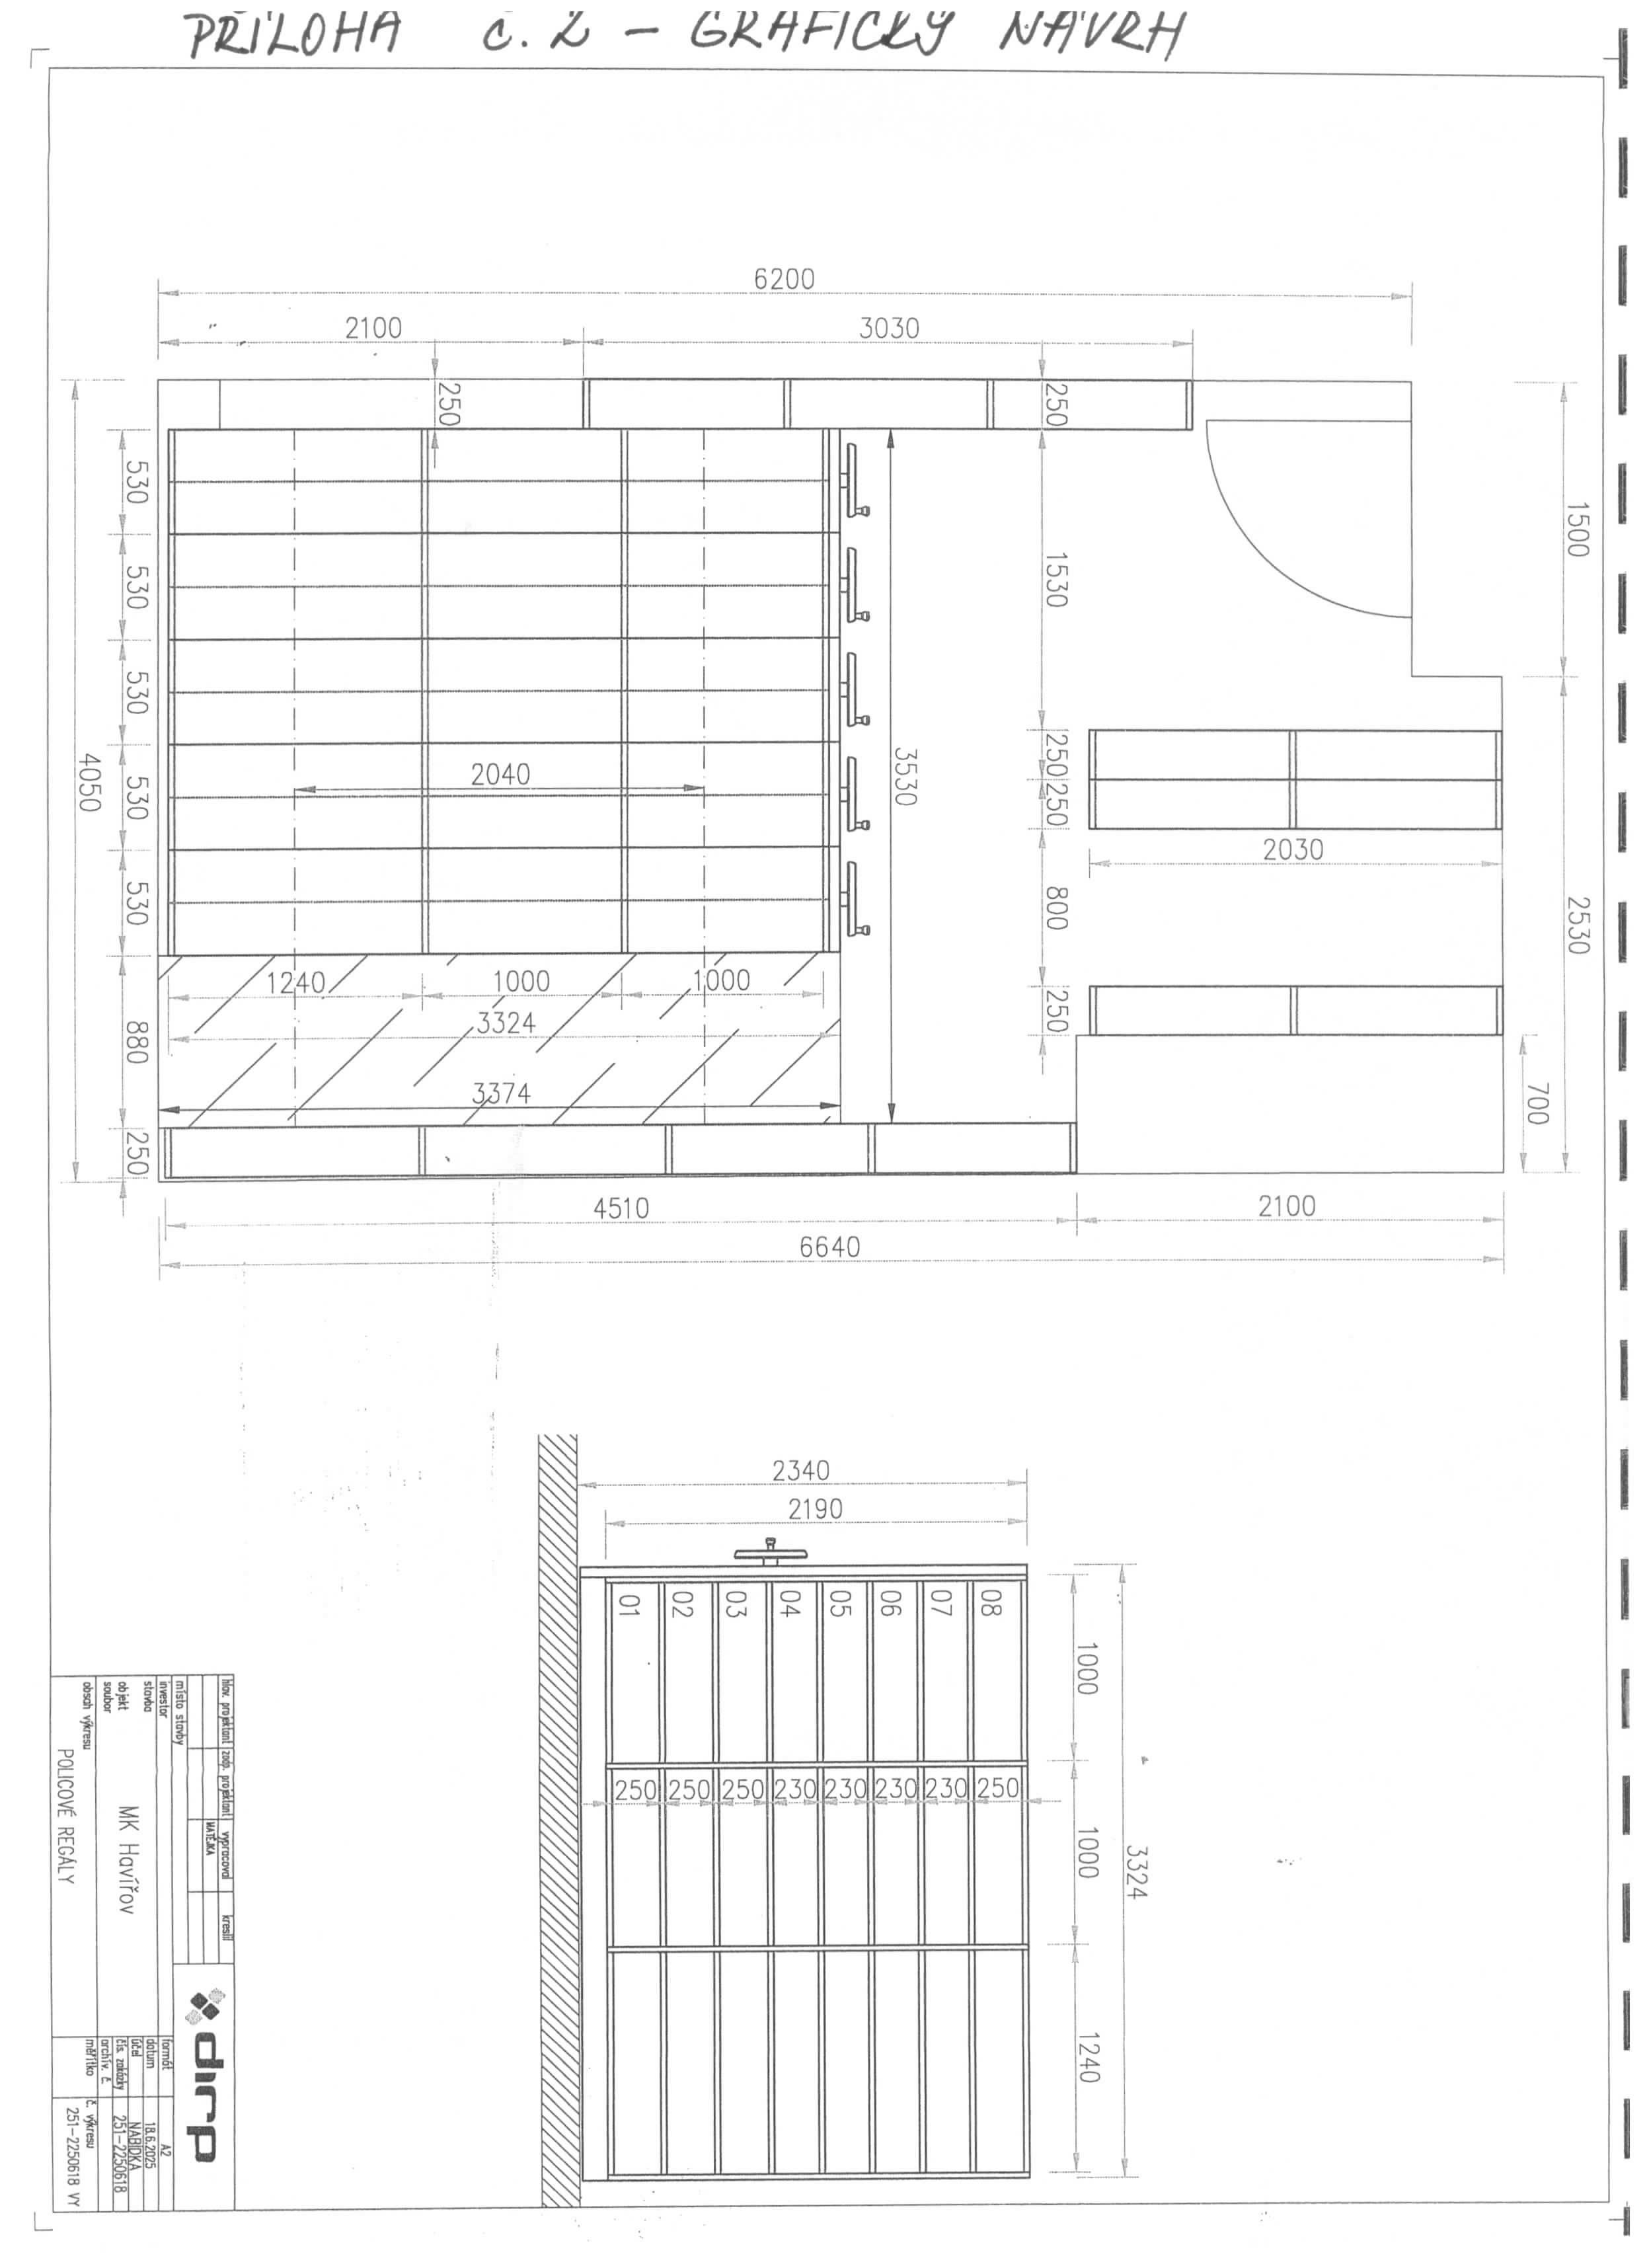 PŘÍLOHA č. 2 - GRAFICKÝ NÁVRH
6200
2100
3030
250
250
530
530
530
530
530
880
250
4050
1530
250
250
800
250
3530
2040
1500
2530
2030
700
1240
1000
1000
3324
3374
4510
2100
6640
2340
2190
01
02
03
04
05
06
07
08
250
250
250
230
230
230
230
250
1000
1000
1240
3324
hlav. projektant
zodp. projektant
vypracoval
kreslil
MATĚJKA
místo stavby
investor
stavba
objekt
MK Havířov
soubor
obsah výkresu
POLICOVÉ REGÁLY
dirp
formát
A2
datum
18.6.2025
účel
NABÍDKA
čís. zakázky
251-2250618
archiv. č.
měřítko
č. výkresu
251-2250618 VY